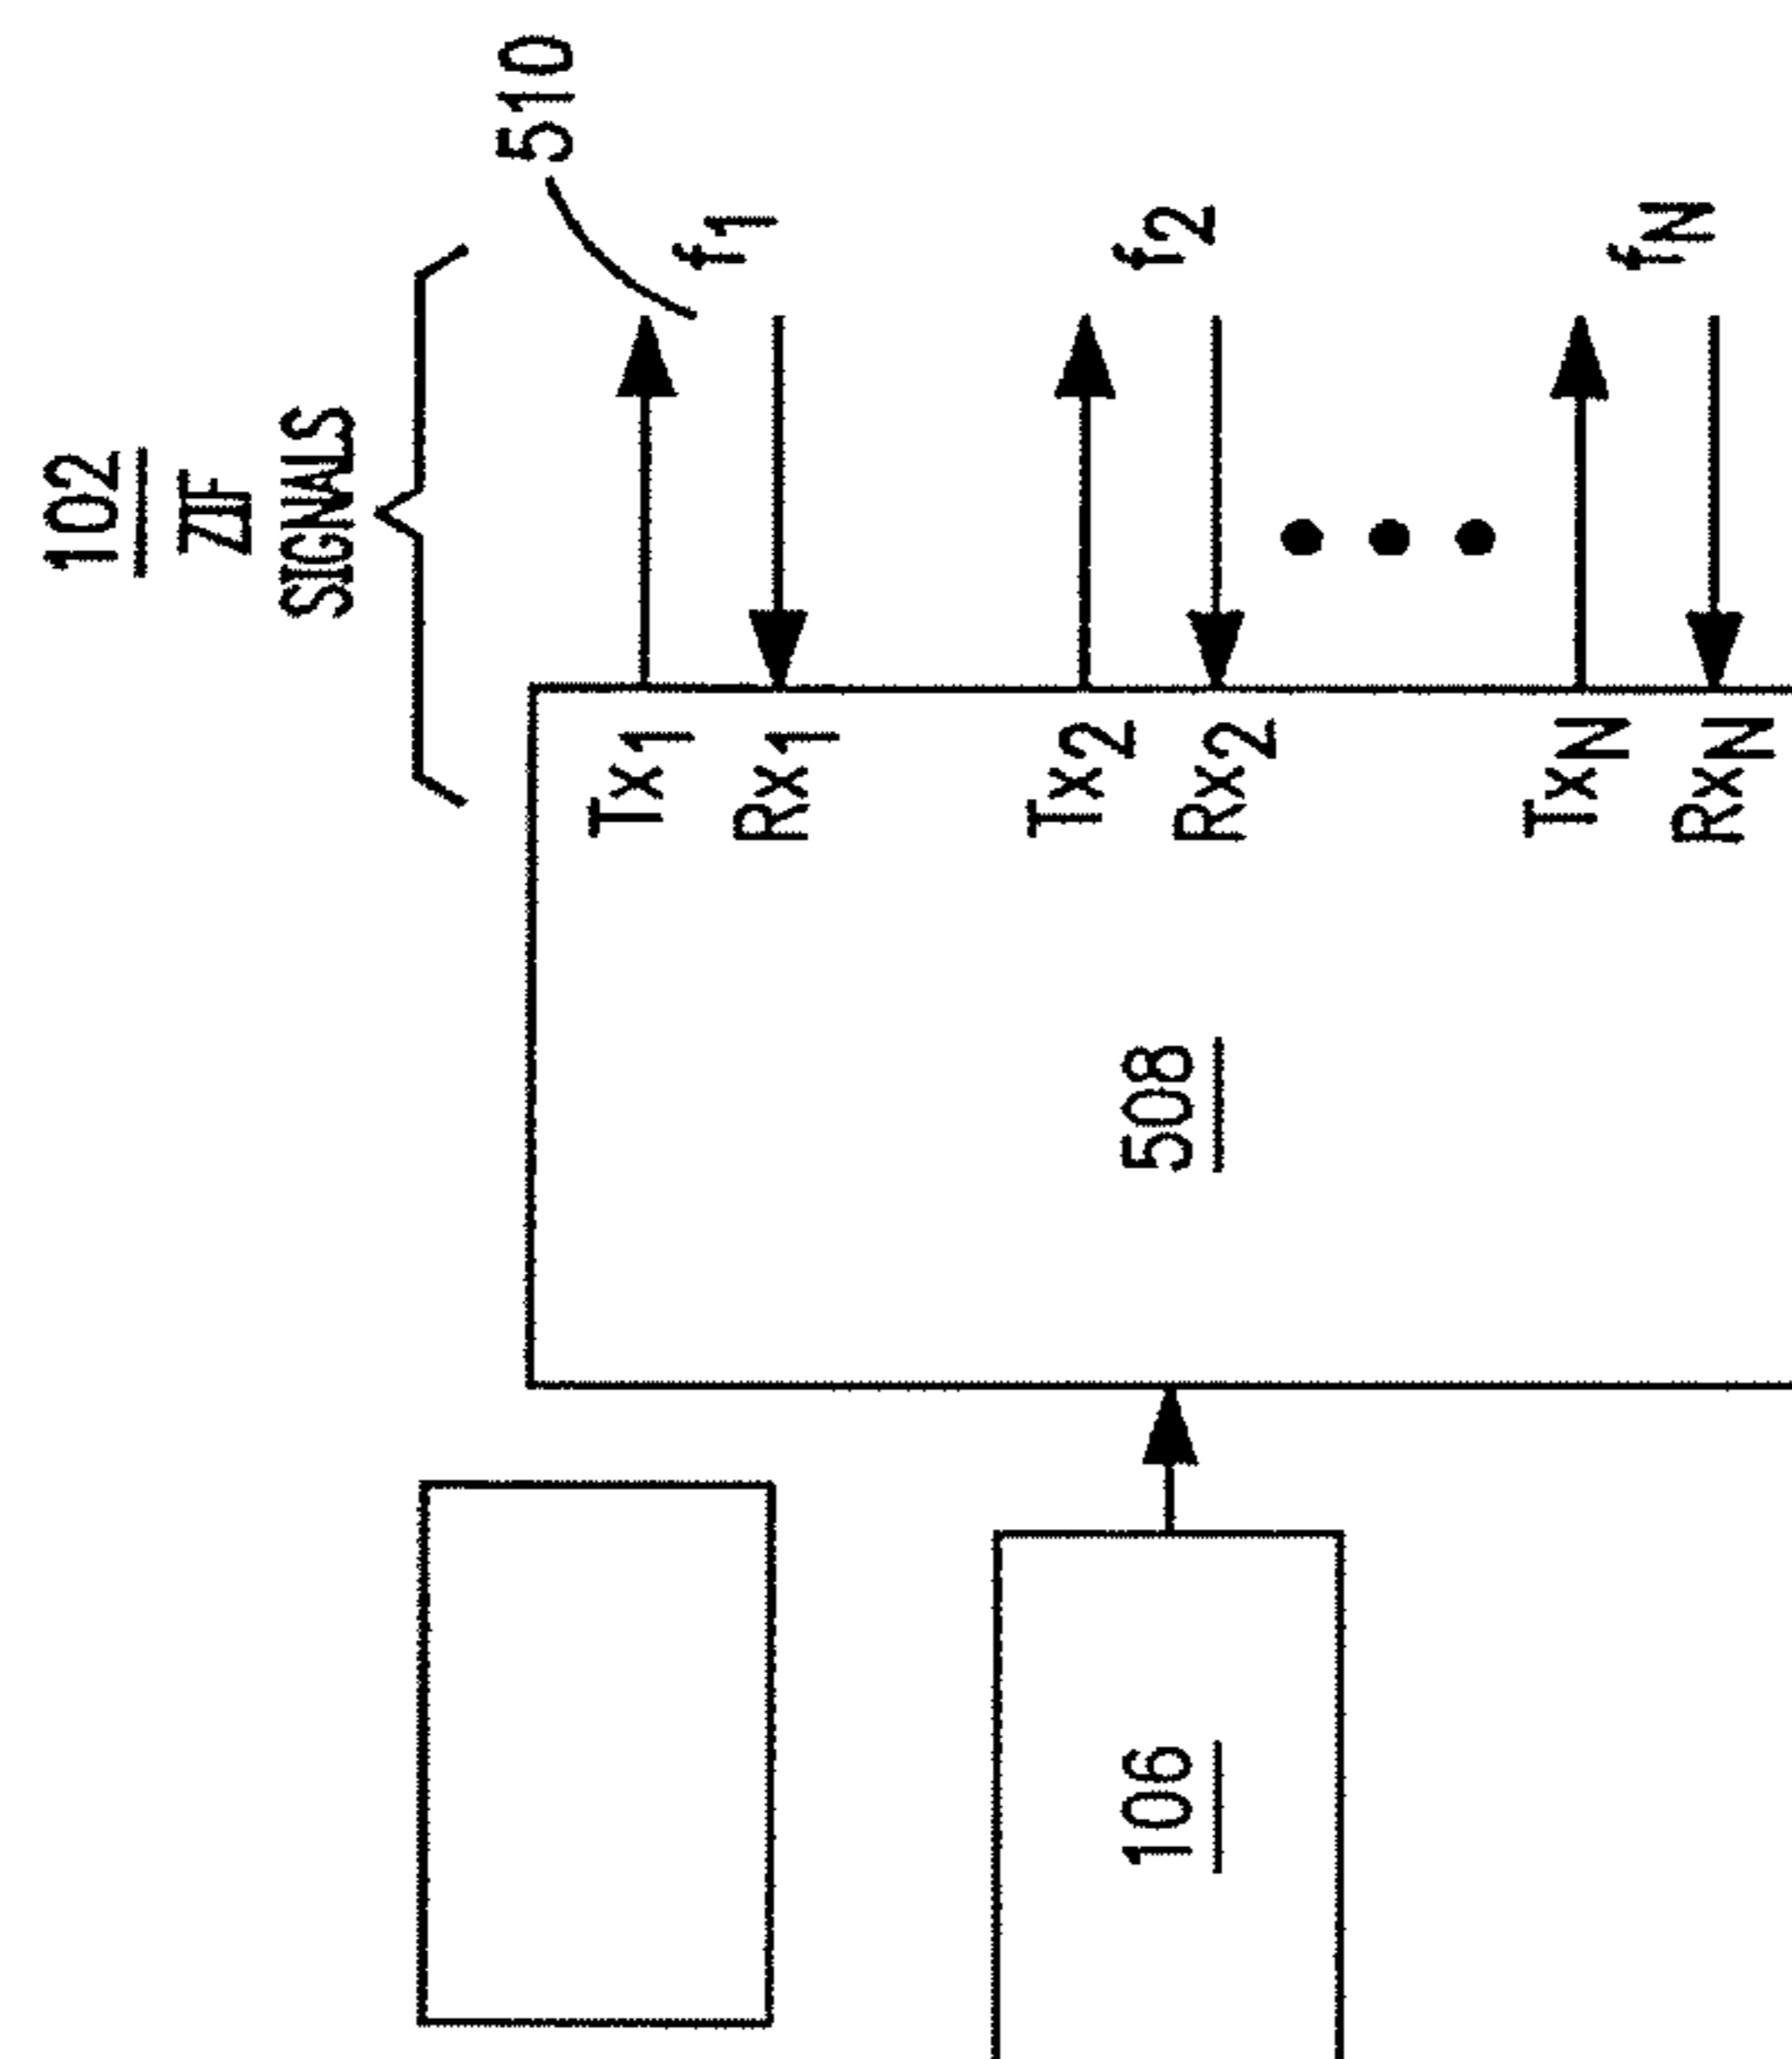 102
ZIF
SIGNALS
510
f1
f2
fN
Tx1
Rx1
Tx2
Rx2
TxN
RxN
508
106